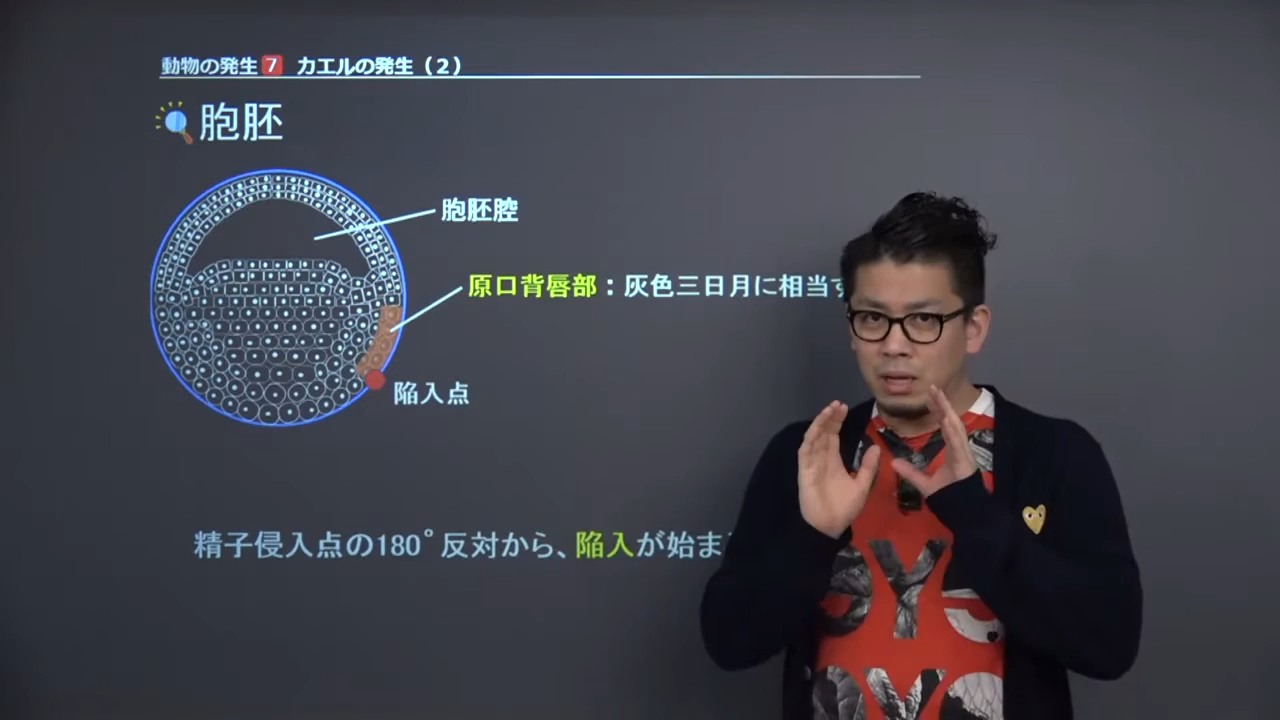 動物の発生7 カエルの発生（2）
胞胚
胞胚腔
原口背唇部：灰色三日月に相当す
陥入点
精子侵入点の180°反対から、陥入が始ま